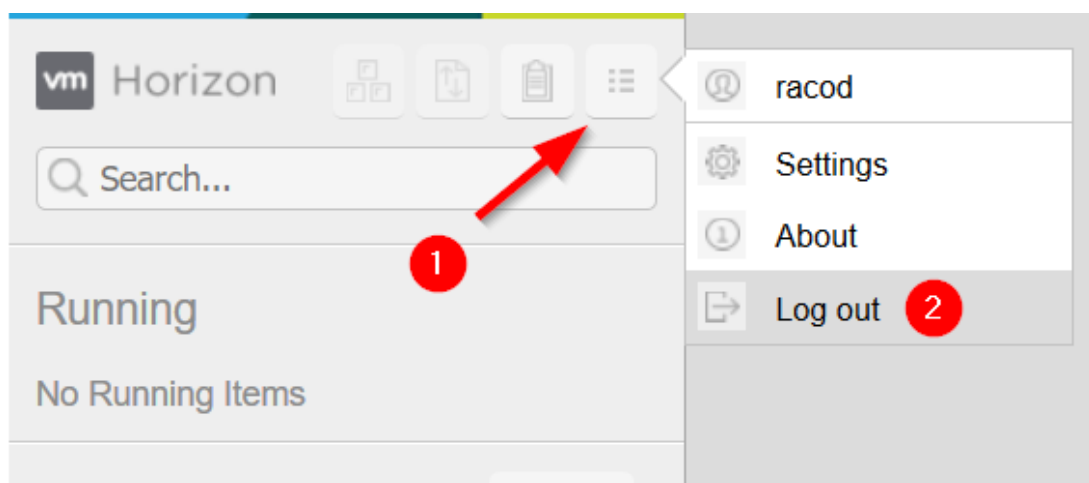 vm Horizon
Search...
1
Running
No Running Items
racod
Settings
About
Log out 2